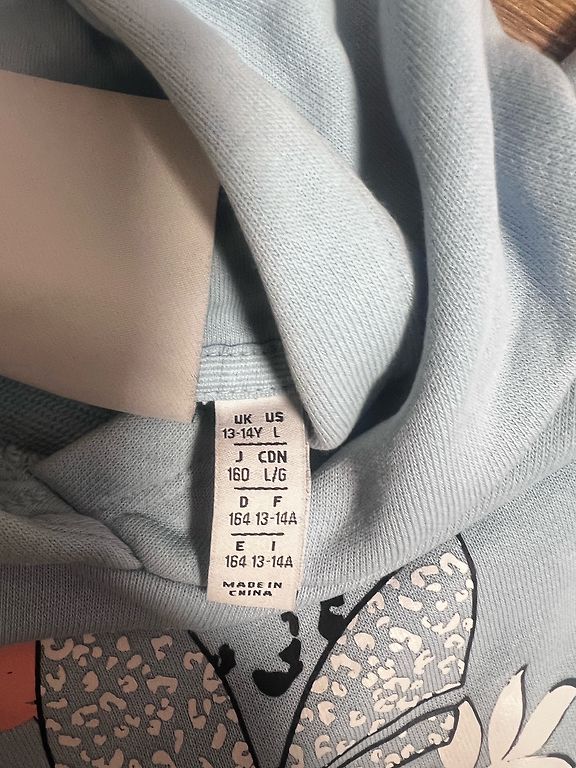 UK US
13-14Y L
J CDN
160 L/G
D F
164 13-14A
E I
164 13-14A
MADE IN
CHINA